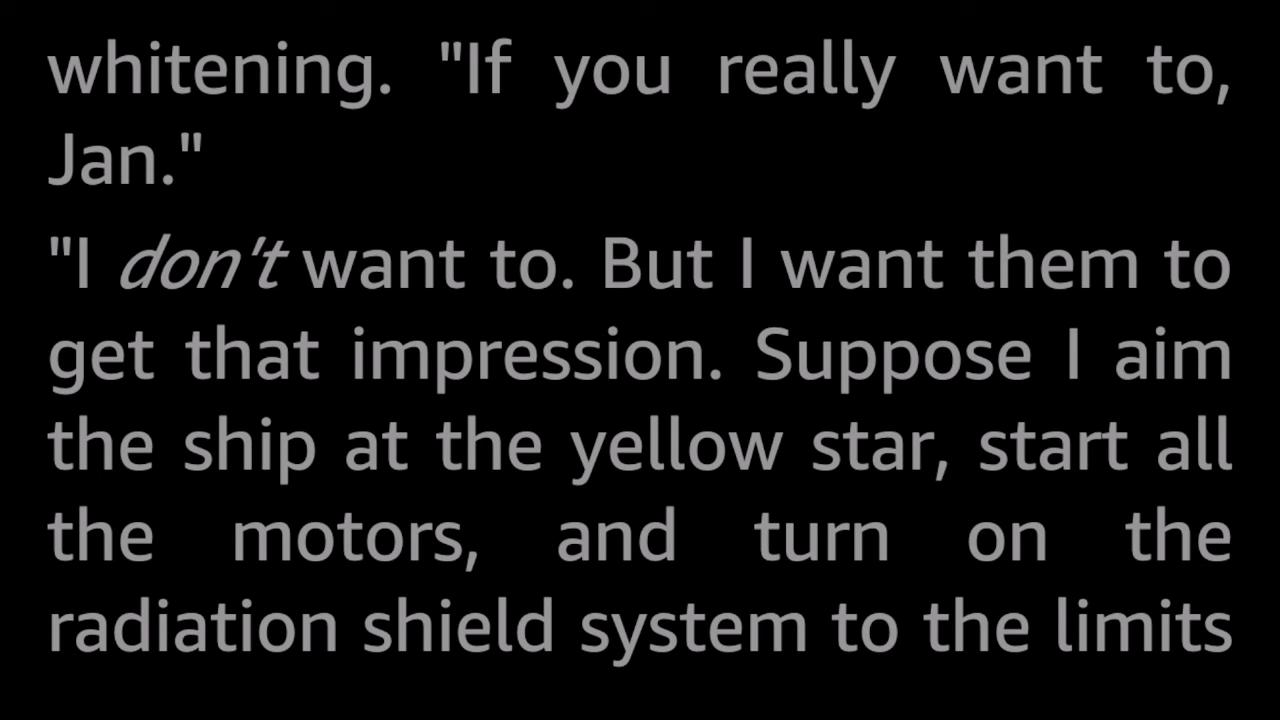 whitening. "If you really want to,
Jan."
"I don't want to. But I want them to
get that impression. Suppose I aim
the ship at the yellow star, start all
the motors, and turn on the
radiation shield system to the limits